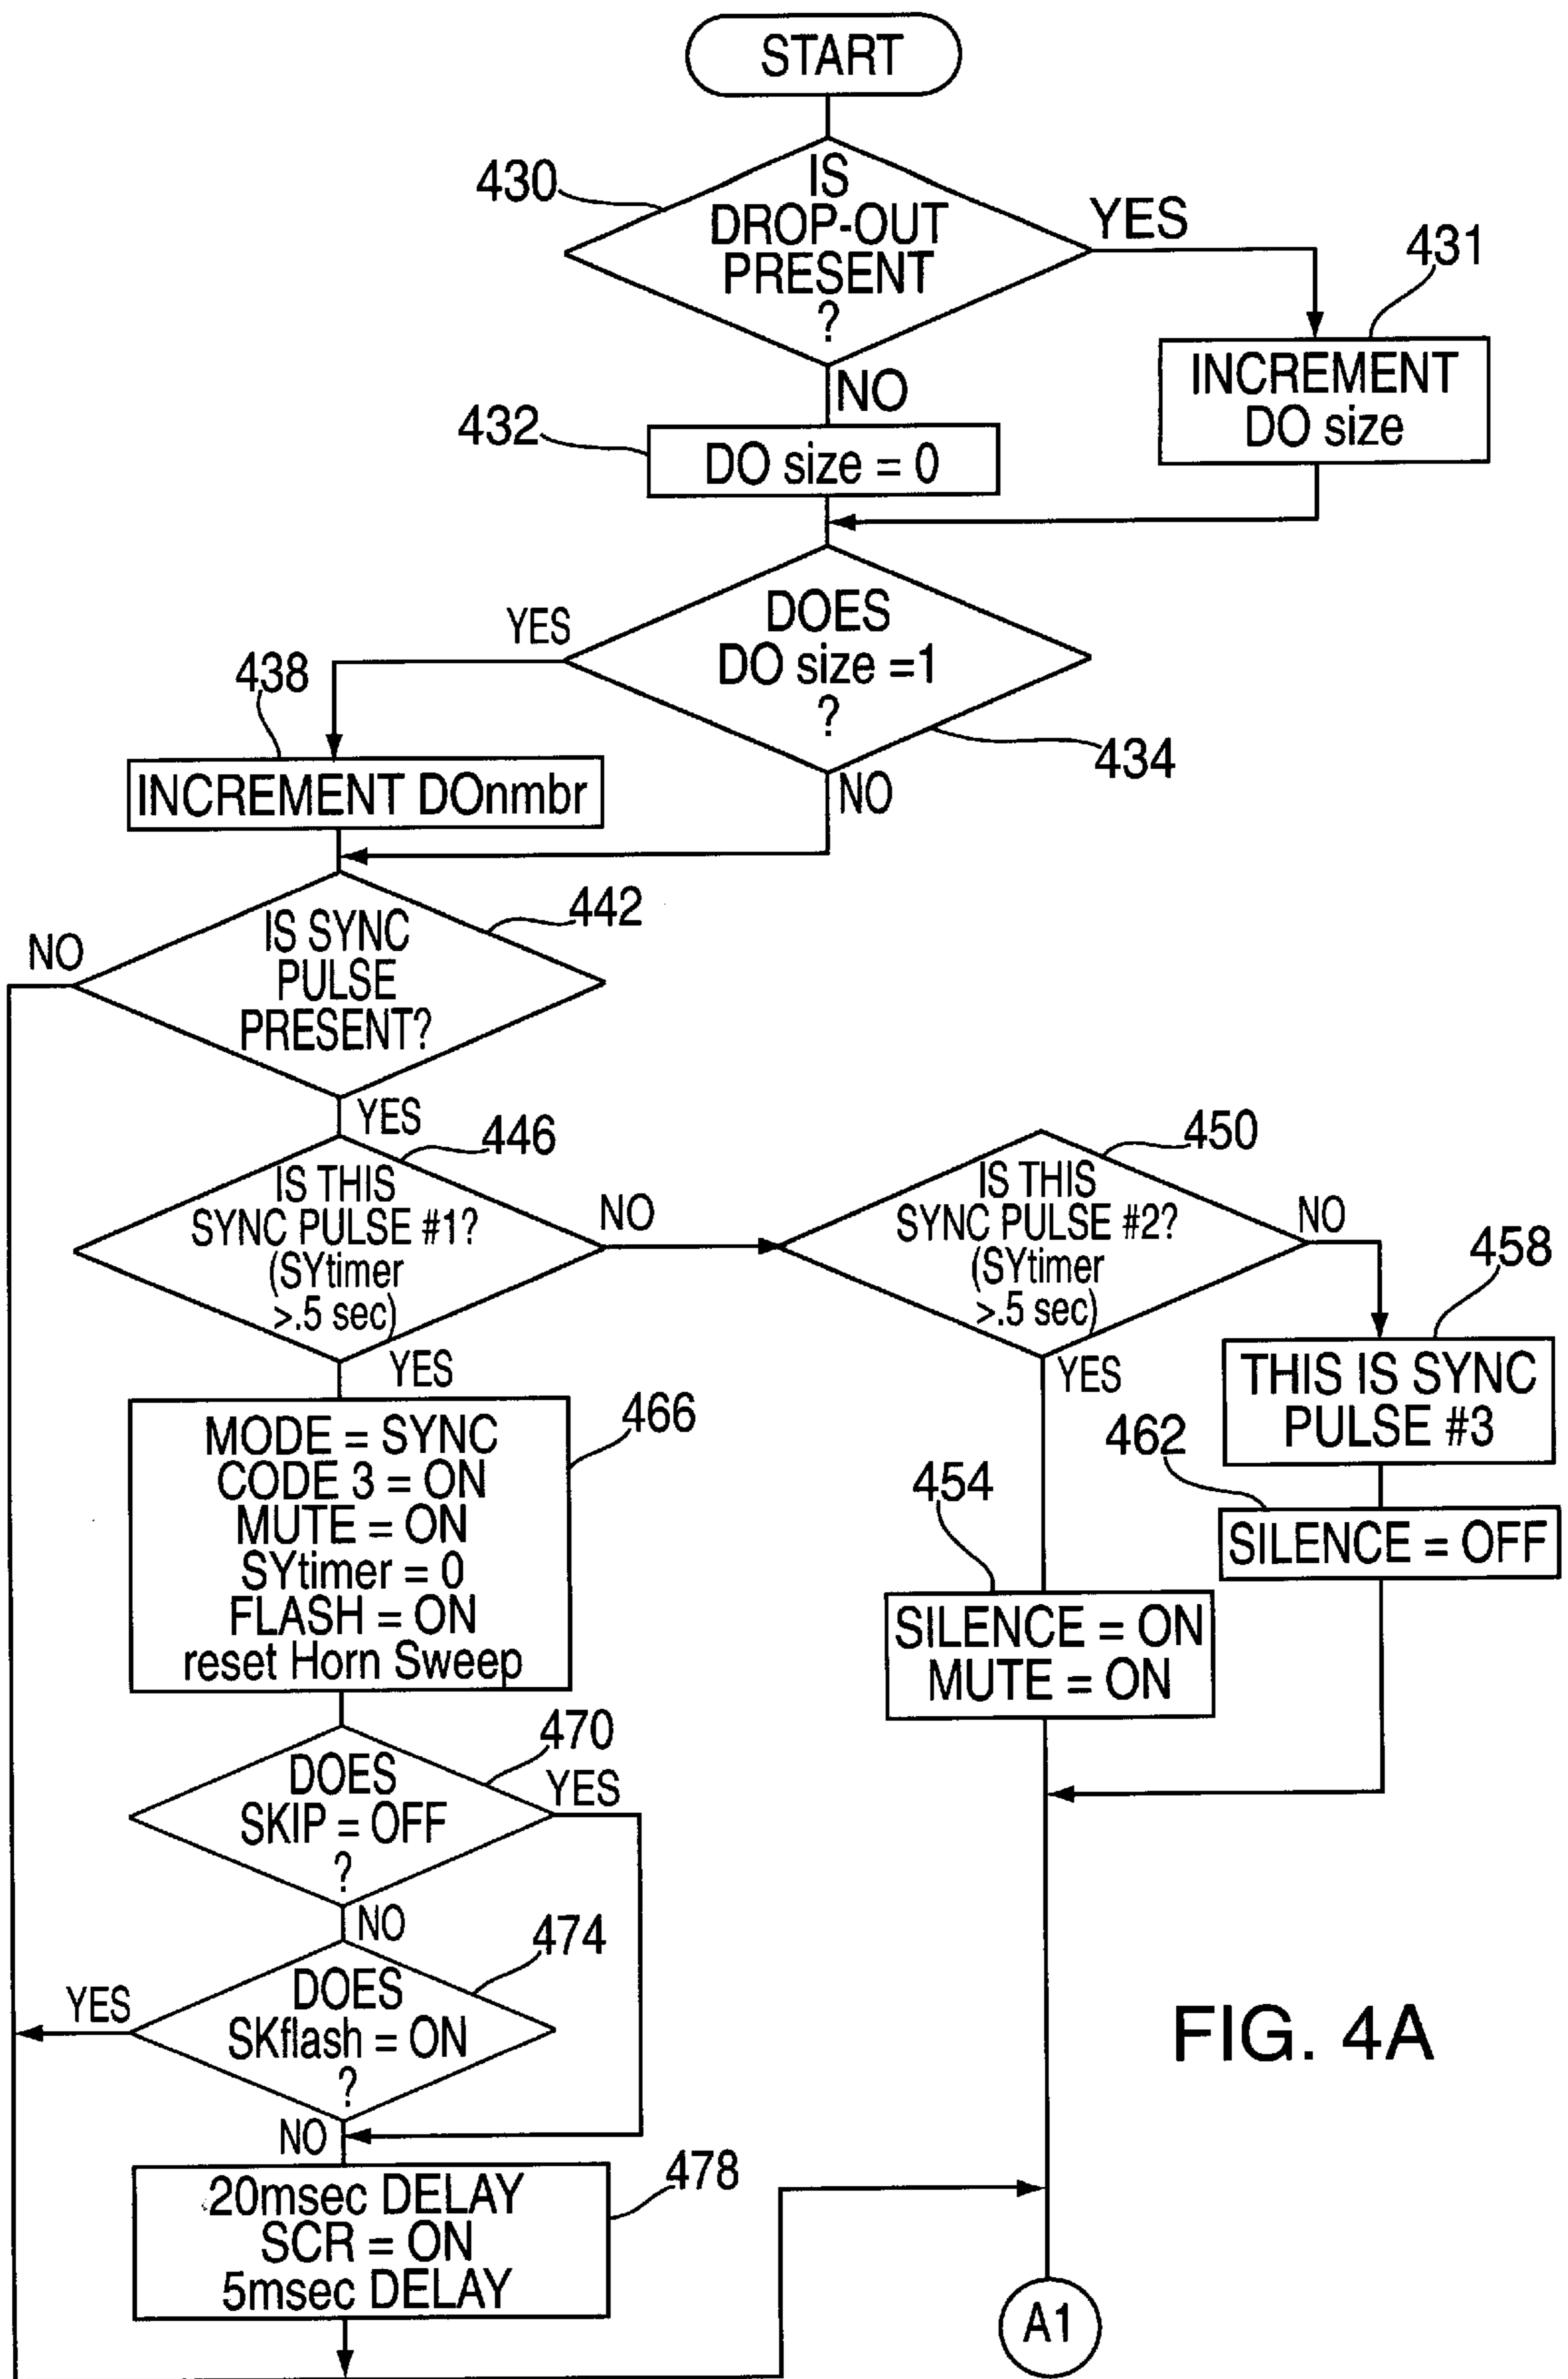 START
430
IS
DROP-OUT
PRESENT
?
YES
431
INCREMENT
DO size
NO
432
DO size = 0
YES
DOES
DO size =1
?
434
438
INCREMENT DOnmbr
NO
442
NO
IS SYNC
PULSE
PRESENT?
YES
446
IS THIS
SYNC PULSE #1?
(SYtimer
>.5 sec)
NO
450
IS THIS
SYNC PULSE #2?
(SYtimer
>.5 sec)
NO
458
YES
YES
THIS IS SYNC
PULSE #3
466
MODE = SYNC
CODE 3 = ON
MUTE = ON
SYtimer = 0
FLASH = ON
reset Horn Sweep
462
SILENCE = OFF
454
SILENCE = ON
MUTE = ON
470
DOES
SKIP = OFF
?
YES
NO
474
YES
DOES
SKflash = ON
?
NO
478
20msec DELAY
SCR = ON
5msec DELAY
A1
FIG. 4A